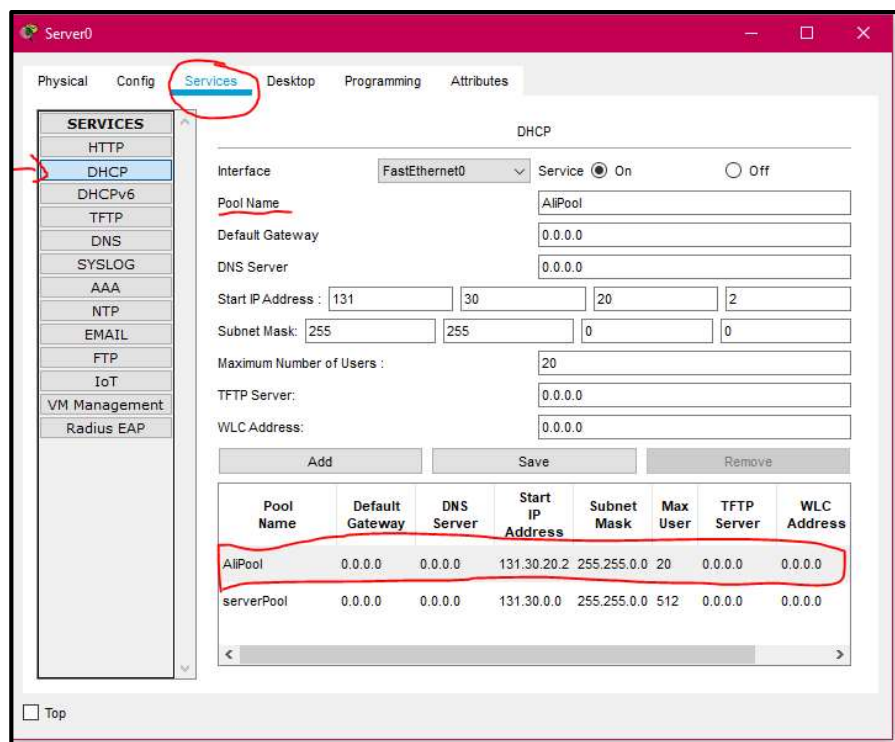 Server0
Physical Config Services Desktop Programming Attributes
SERVICES
HTTP
DHCP
DHCPv6
TFTP
DNS
SYSLOG
AAA
NTP
EMAIL
FTP
IoT
VM Management
Radius EAP
DHCP
Interface FastEthernet0 Service On Off
Pool Name AliPool
Default Gateway 0.0.0.0
DNS Server 0.0.0.0
Start IP Address : 131 30 20 2
Subnet Mask: 255 255 0 0
Maximum Number of Users : 20
TFTP Server: 0.0.0.0
WLC Address: 0.0.0.0
Add Save Remove
Pool Name Default Gateway DNS Server Start IP Address Subnet Mask Max User TFTP Server WLC Address
AliPool 0.0.0.0 0.0.0.0 131.30.20.2 255.255.0.0 20 0.0.0.0 0.0.0.0
serverPool 0.0.0.0 0.0.0.0 131.30.0.0 255.255.0.0 512 0.0.0.0 0.0.0.0
Top